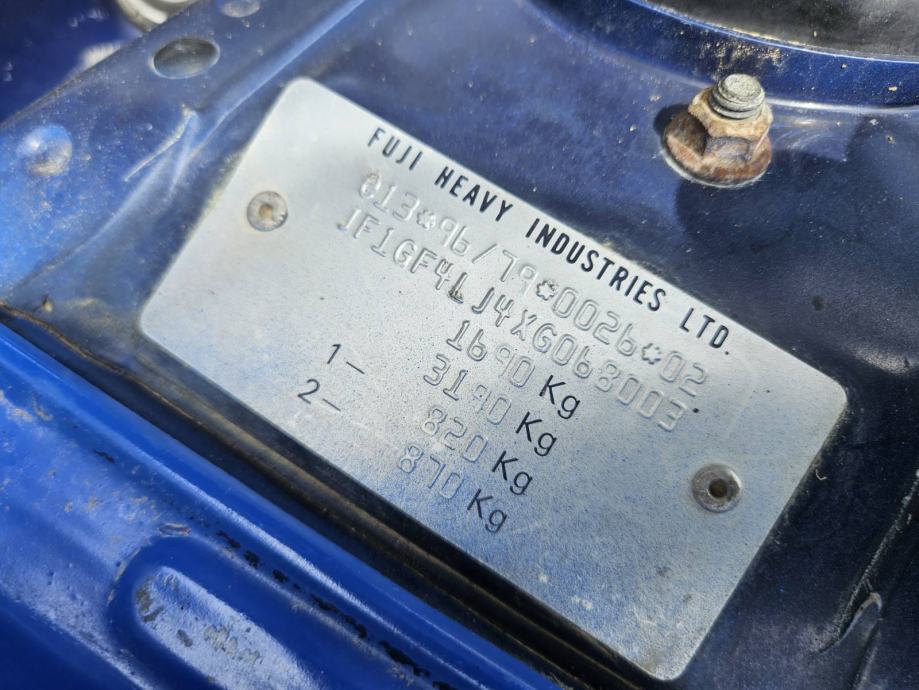 FUJI HEAVY INDUSTRIES LTD.
e13*96/79*0026*02
JF1GF4LJ4XG068003
1690 Kg
3190 Kg
1– 820 Kg
2– 870 Kg